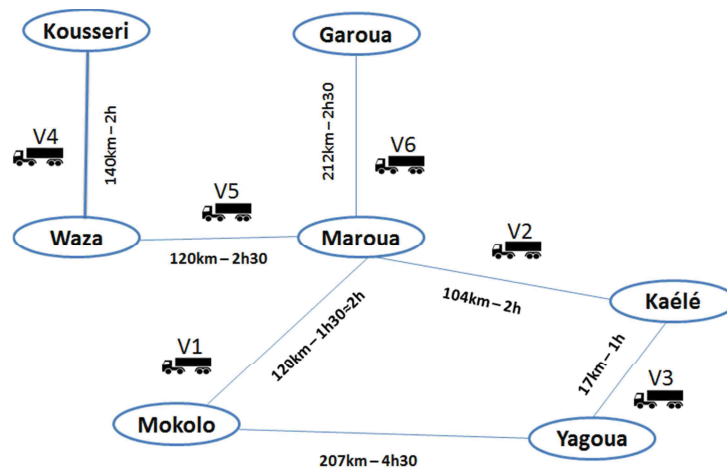 Kousseri
Garoua
V4
140km – 2h
212km – 2h30
V6
V5
V2
Waza
Maroua
120km – 2h30
104km – 2h
Kaélé
V1
120km – 1h30=2h
17km – 1h
V3
Mokolo
Yagoua
207km – 4h30